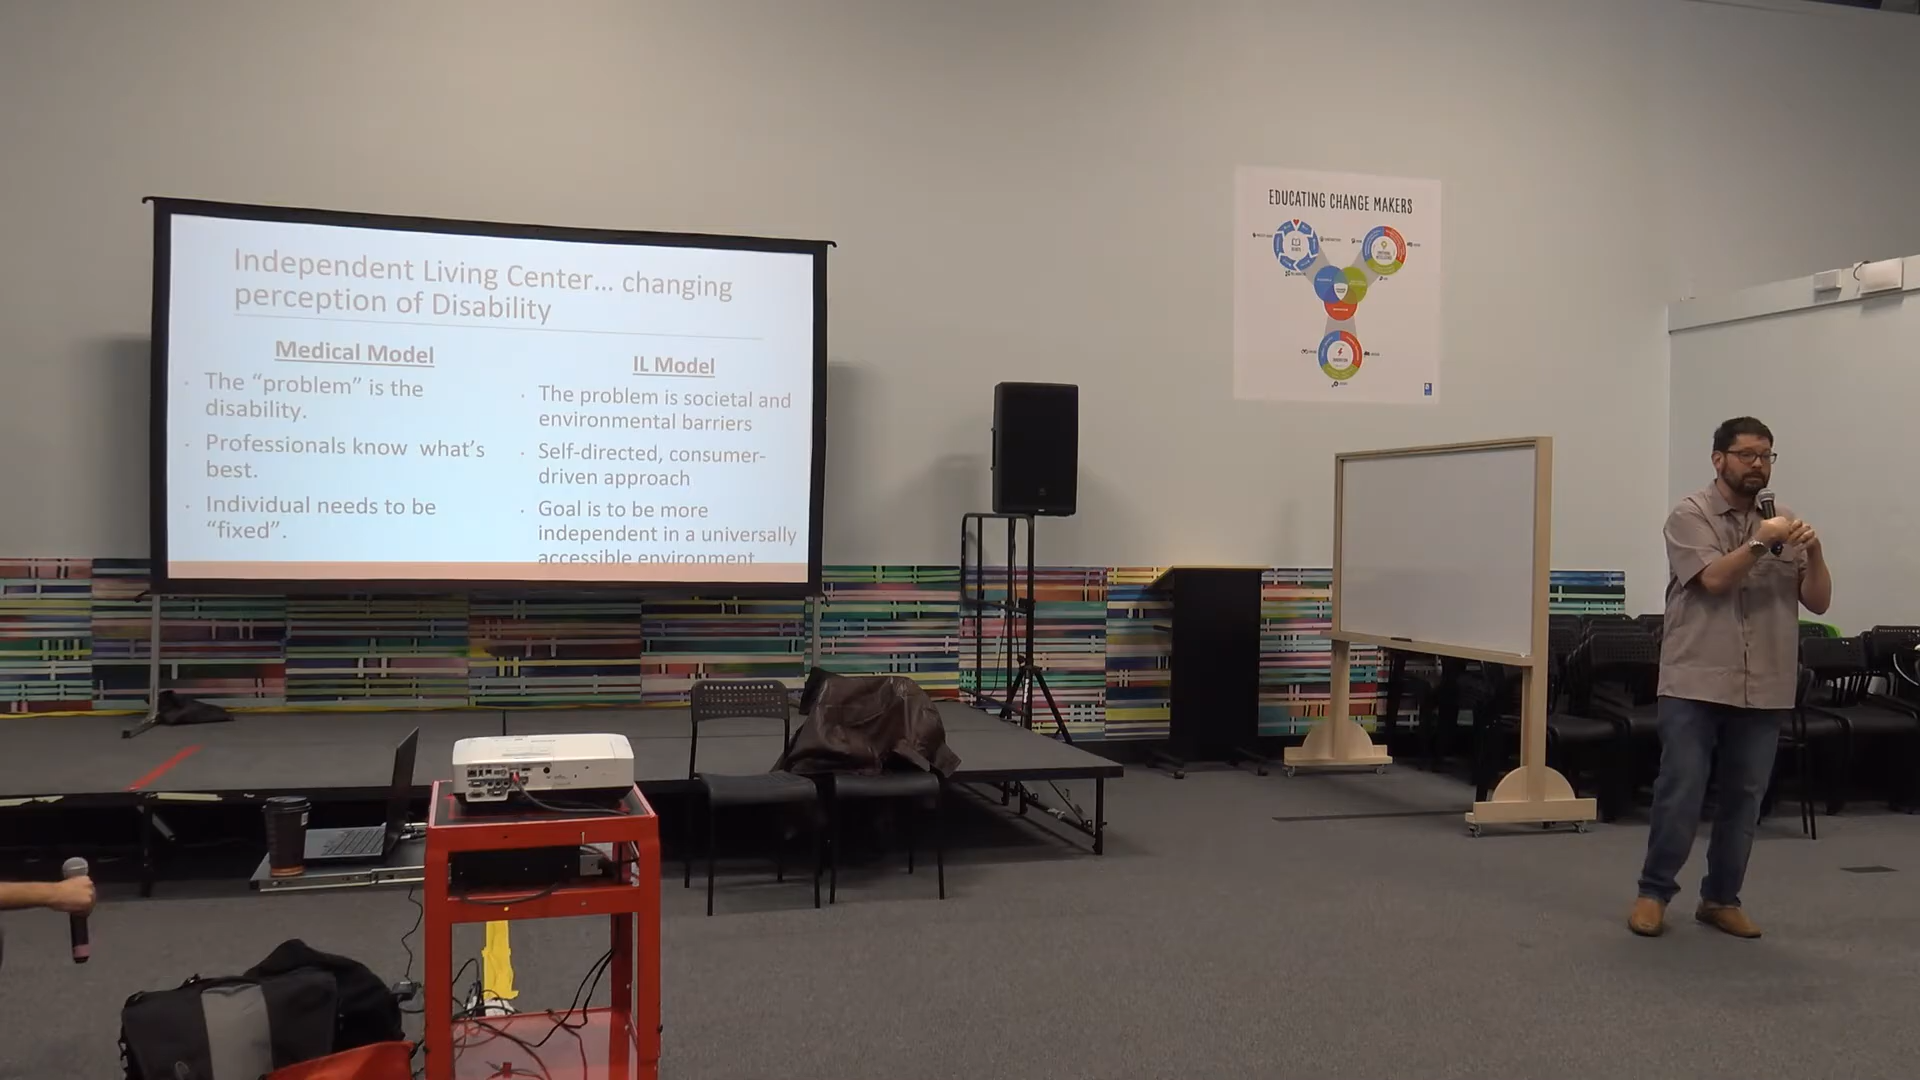 Independent Living Center... changing
perception of Disability
Medical Model
· The “problem” is the
disability.
· Professionals know what’s
best.
· Individual needs to be
“fixed”.
IL Model
· The problem is societal and
environmental barriers
· Self-directed, consumer-
driven approach
· Goal is to be more
independent in a universally
accessible environment
EDUCATING CHANGE MAKERS